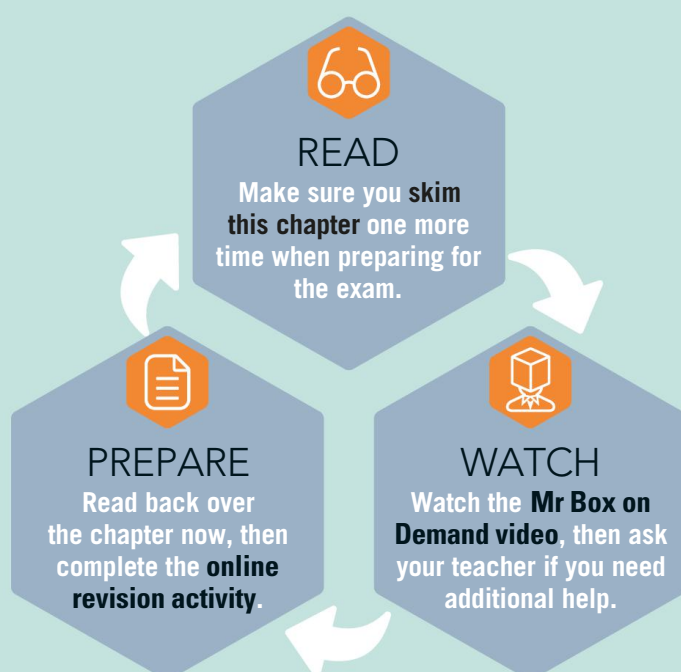 READ
Make sure you skim
this chapter one more
time when preparing for
the exam.
WATCH
Watch the Mr Box on
Demand video, then ask
your teacher if you need
additional help.
PREPARE
Read back over
the chapter now, then
complete the online
revision activity.